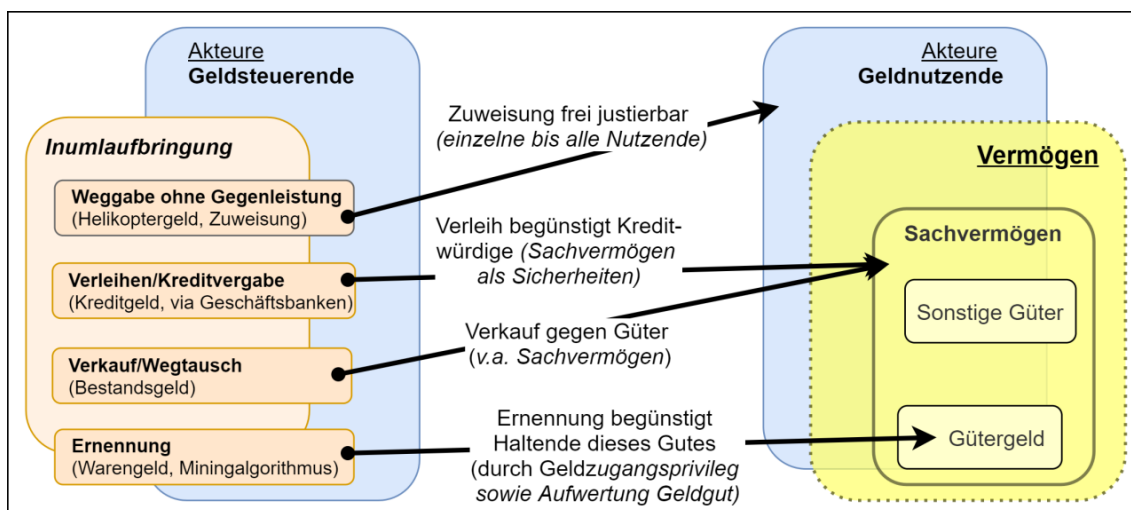 Akteure
Geldsteuerende
Inumlaufbringung
Weggabe ohne Gegenleistung
(Helikoptergeld, Zuweisung)
Verleihen/Kreditvergabe
(Kreditgeld, via Geschäftsbanken)
Verkauf/Wegtausch
(Bestandsgeld)
Ernennung
(Warengeld, Miningalgorithmus)
Zuweisung frei justierbar
(einzelne bis alle Nutzende)
Verleih begünstigt Kredit-
würdige (Sachvermögen
als Sicherheiten)
Verkauf gegen Güter
(v.a. Sachvermögen)
Ernennung begünstigt
Haltende dieses Gutes
(durch Geldzugangsprivileg
sowie Aufwertung Geldgut)
Akteure
Geldnutzende
Vermögen
Sachvermögen
Sonstige Güter
Gütergeld